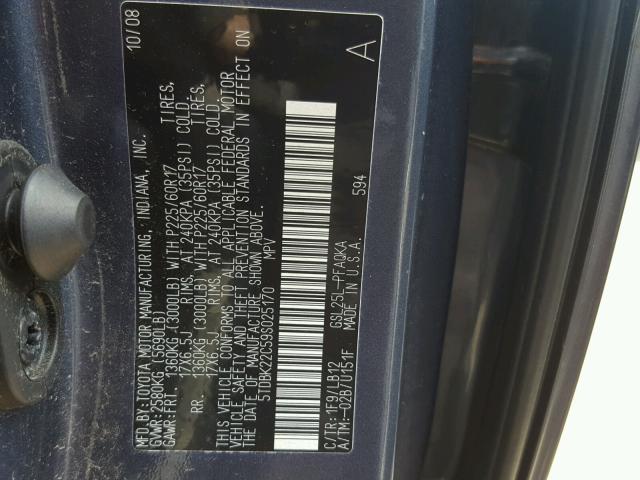 MFD.BY:TOYOTA MOTOR MANUFACTURING, INDIANA, INC. 10/08
GVWR:2580KG (5690LB)
GAWR:FRT. 1360KG (3000LB) WITH P225/60R17 TIRES,
17X6.5J RIMS, AT 240KPA (35PSI) COLD.
RR. 1360KG (3000LB) WITH P225/60R17 TIRES,
17X6.5J RIMS, AT 240KPA (35PSI) COLD.
THIS VEHICLE CONFORMS TO ALL APPLICABLE FEDERAL MOTOR
VEHICLE SAFETY AND THEFT PREVENTION STANDARDS IN EFFECT ON
THE DATE OF MANUFACTURE SHOWN ABOVE.
5TDBK22C59S025170 MPV
C/TR:1F9/LB12 GSL25L-PFAQKA 594
A/TM:-02B/U151F MADE IN U.S.A. A